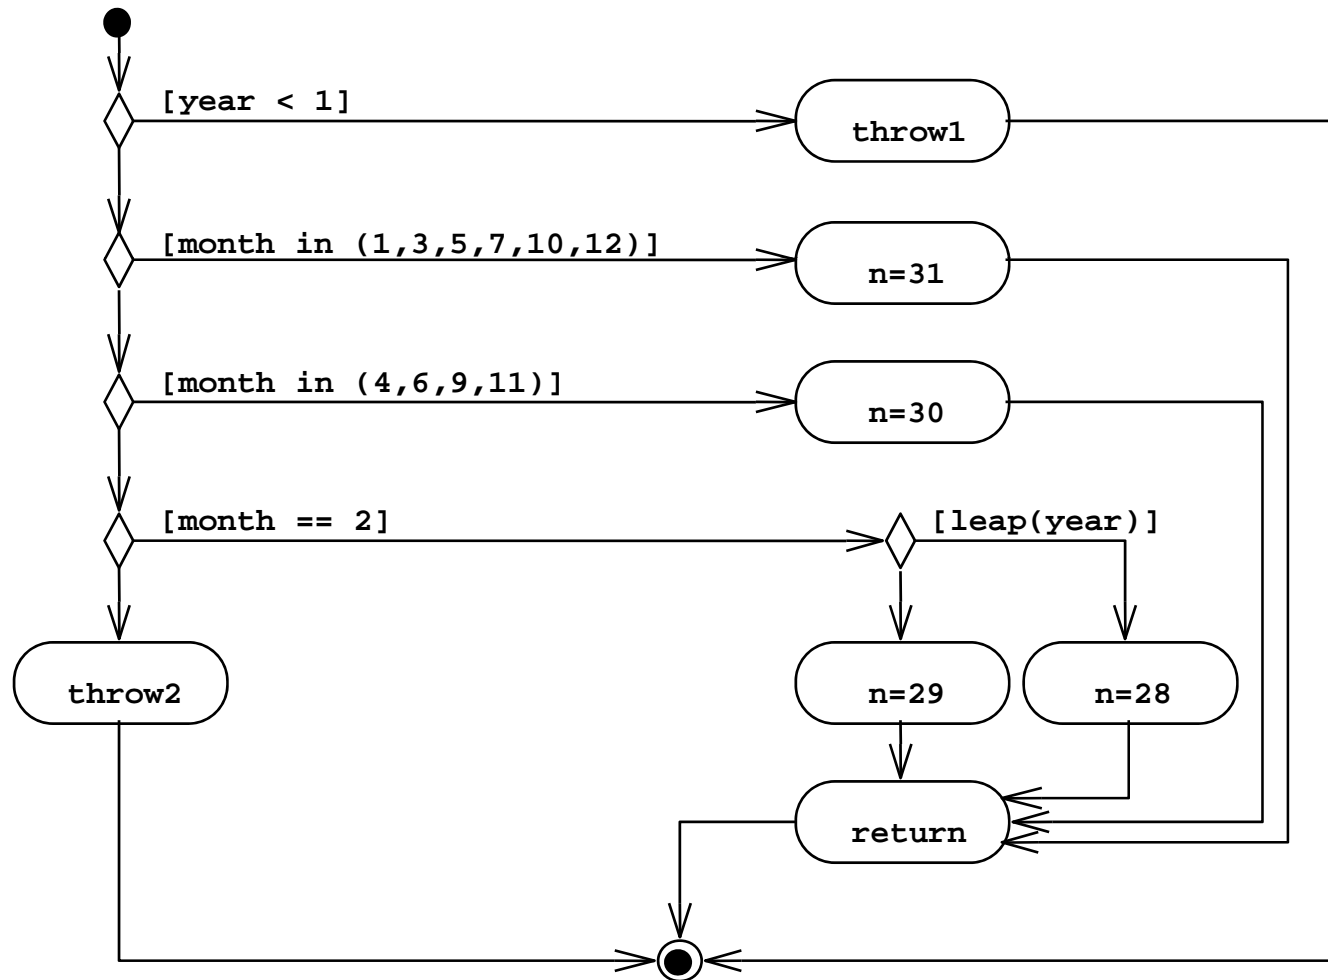 [year < 1]
throw1
[month in (1,3,5,7,10,12)]
n=31
[month in (4,6,9,11)]
n=30
[month == 2]
[leap(year)]
throw2
n=29
n=28
return